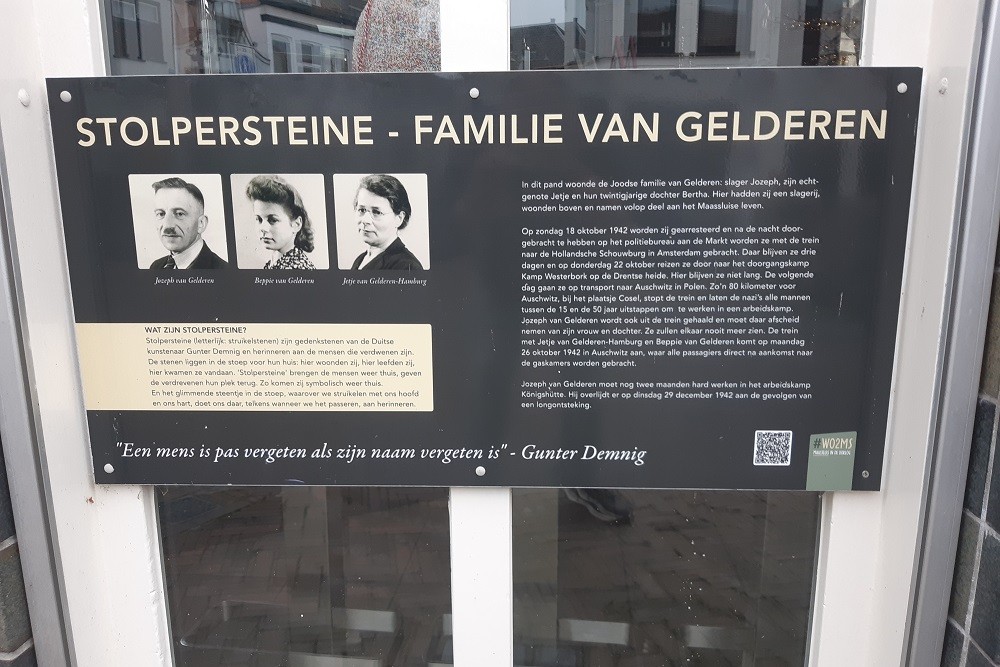 STOLPERSTEINE - FAMILIE VAN GELDEREN
Jozeph van Gelderen
Beppie van Gelderen
Jetje van Gelderen-Hamburg
WAT ZIJN STOLPERSTEINE?
Stolpersteine (letterlijk: struikelstenen) zijn gedenkstenen van de Duitse
kunstenaar Gunter Demnig en herinneren aan de mensen die verdwenen zijn.
De stenen liggen in de stoep voor hun huis: hier woonden zij, hier leefden zij,
hier kwamen ze vandaan. 'Stolpersteine' brengen de mensen weer thuis, geven
de verdrevenen hun plek terug. Zo komen zij symbolisch weer thuis.
En het glimmende steentje in de stoep, waarover we struikelen met ons hoofd
en ons hart, doet ons daar, telkens wanneer we het passeren, aan herinneren.
In dit pand woonde de Joodse familie van Gelderen: slager Jozeph, zijn echt-
genote Jetje en hun twintigjarige dochter Bertha. Hier hadden zij een slagerij,
woonden boven en namen volop deel aan het Maassluise leven.
Op zondag 18 oktober 1942 worden zij gearresteerd en na de nacht door-
gebracht te hebben op het politiebureau aan de Markt worden ze met de trein
naar de Hollandsche Schouwburg in Amsterdam gebracht. Daar blijven ze drie
dagen en op donderdag 22 oktober reizen ze door naar het doorgangskamp
Kamp Westerbork op de Drentse heide. Hier blijven ze niet lang. De volgende
dag gaan ze op transport naar Auschwitz in Polen. Zo'n 80 kilometer voor
Auschwitz, bij het plaatsje Cosel, stopt de trein en laten de nazi's alle mannen
tussen de 15 en de 50 jaar uitstappen om te werken in een arbeidskamp.
Jozeph van Gelderen wordt ook uit de trein gehaald en moet daar afscheid
nemen van zijn vrouw en dochter. Ze zullen elkaar nooit meer zien. De trein
met Jetje van Gelderen-Hamburg en Beppie van Gelderen komt op maandag
26 oktober 1942 in Auschwitz aan, waar alle passagiers direct na aankomst naar
de gaskamers worden gebracht.
Jozeph van Gelderen moet nog twee maanden hard werken in het arbeidskamp
Königshütte. Hij overlijdt er op dinsdag 29 december 1942 aan de gevolgen van
een longontsteking.
"Een mens is pas vergeten als zijn naam vergeten is" - Gunter Demnig
#WO2MS
MAASSLUIS IN DE OORLOG